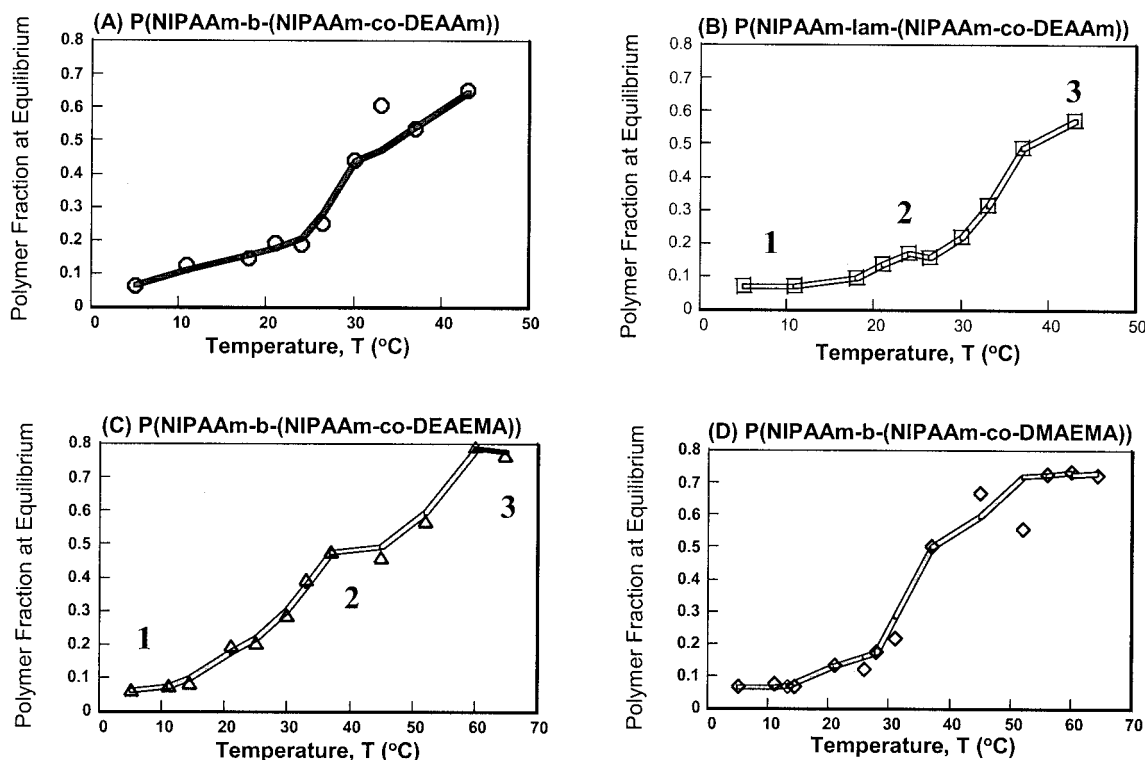 (A) P(NIPAAm-b-(NIPAAm-co-DEAAm))
Polymer Fraction at Equilibrium
0.8
0.7
0.6
0.5
0.4
0.3
0.2
0.1
0
0 10 20 30 40 50
Temperature, T (°C)
(B) P(NIPAAm-lam-(NIPAAm-co-DEAAm)
Polymer Fraction at Equilibrium
0.8
0.7
0.6
0.5
0.4
0.3
0.2
0.1
0
1
2
3
0 10 20 30 40 50
Temperature, T (°C)
(C) P(NIPAAm-b-(NIPAAm-co-DEAEMA))
Polymer Fraction at Equilibrium
0.8
0.7
0.6
0.5
0.4
0.3
0.2
0.1
0
1
2
3
0 10 20 30 40 50 60 70
Temperature, T (°C)
(D) P(NIPAAm-b-(NIPAAm-co-DMAEMA))
Polymer Fraction at Equilibrium
0.8
0.7
0.6
0.5
0.4
0.3
0.2
0.1
0
0 10 20 30 40 50 60 70
Temperature, T (°C)